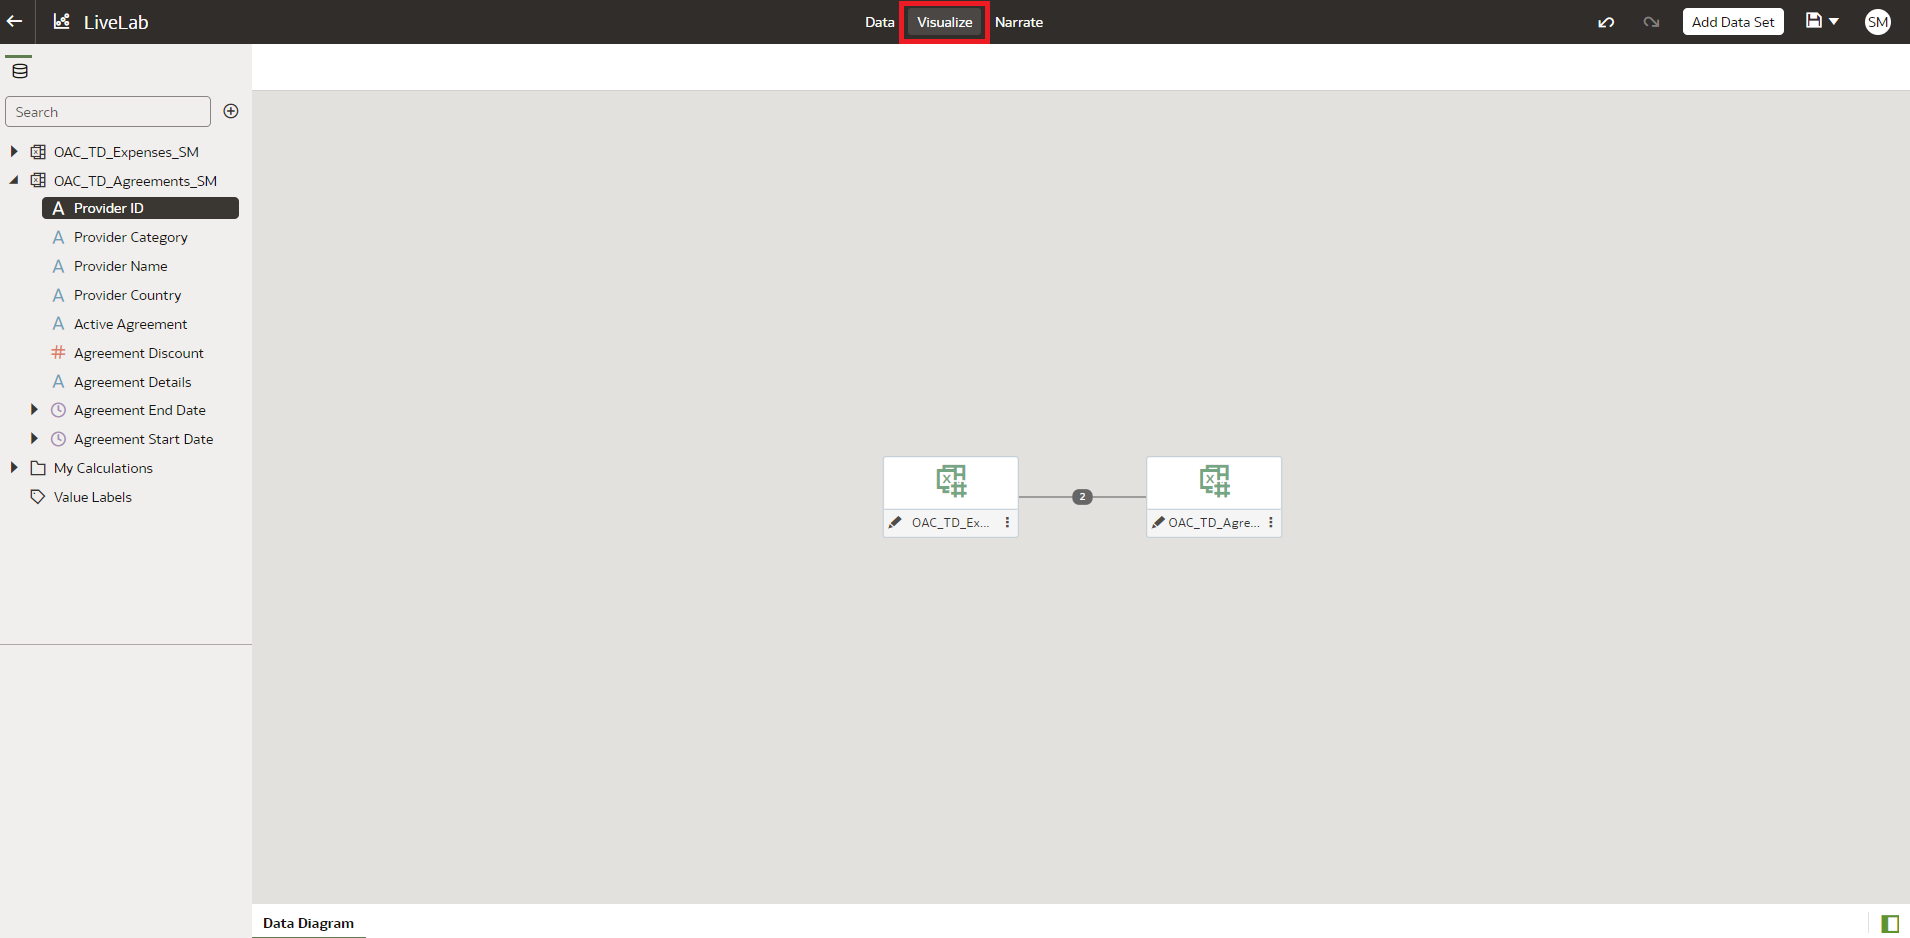 LiveLab
Data Visualize Narrate
Add Data Set
SM
Search
OAC_TD_Expenses_SM
OAC_TD_Agreements_SM
A Provider ID
A Provider Category
A Provider Name
A Provider Country
A Active Agreement
# Agreement Discount
A Agreement Details
Agreement End Date
Agreement Start Date
My Calculations
Value Labels
OAC_TD_Ex...
2
OAC_TD_Agre...
Data Diagram